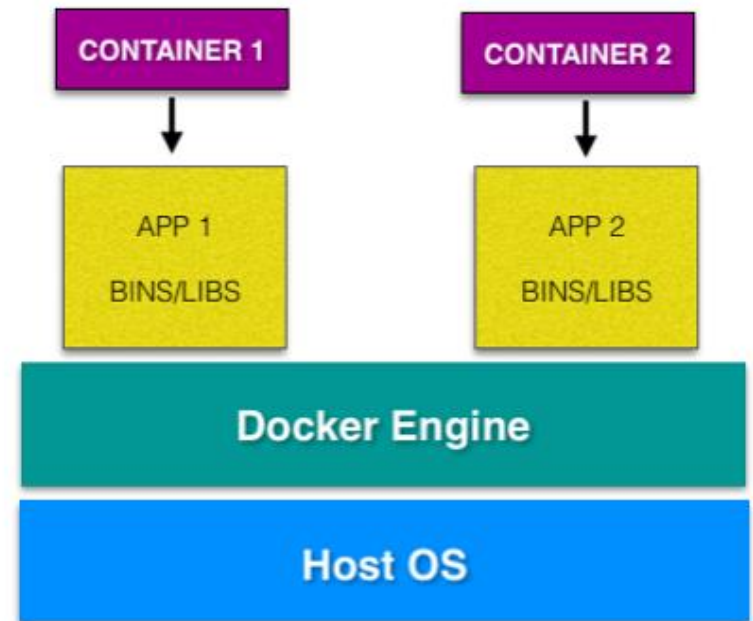 CONTAINER 1
CONTAINER 2
APP 1
BINS/LIBS
APP 2
BINS/LIBS
Docker Engine
Host OS